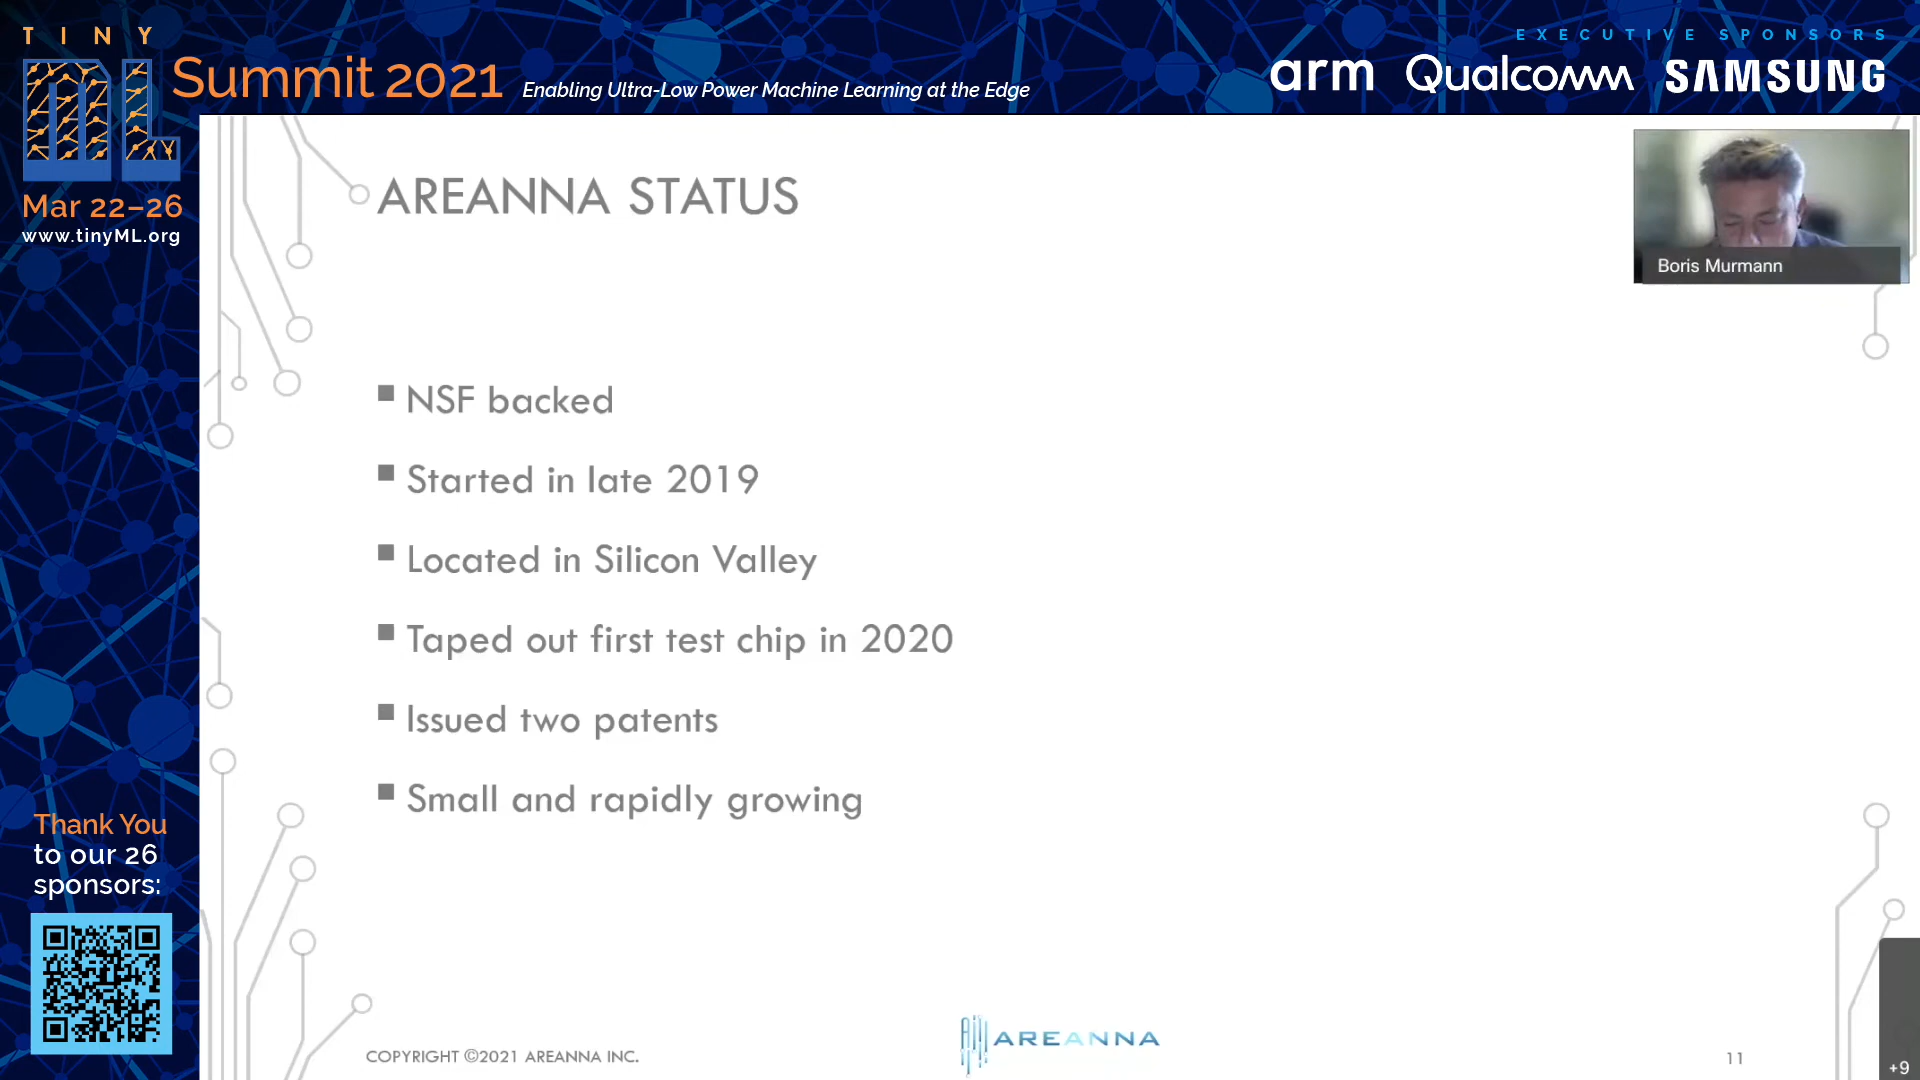 TINY
ML
Summit 2021
Enabling Ultra-Low Power Machine Learning at the Edge
EXECUTIVE SPONSORS
arm
Qualcomm
SAMSUNG
Mar 22–26
www.tinyML.org
AREANNA STATUS
Boris Murmann
■ NSF backed
■ Started in late 2019
■ Located in Silicon Valley
■ Taped out first test chip in 2020
■ Issued two patents
■ Small and rapidly growing
Thank You
to our 26
sponsors:
COPYRIGHT ©2021 AREANNA INC.
AREANNA
11
+9